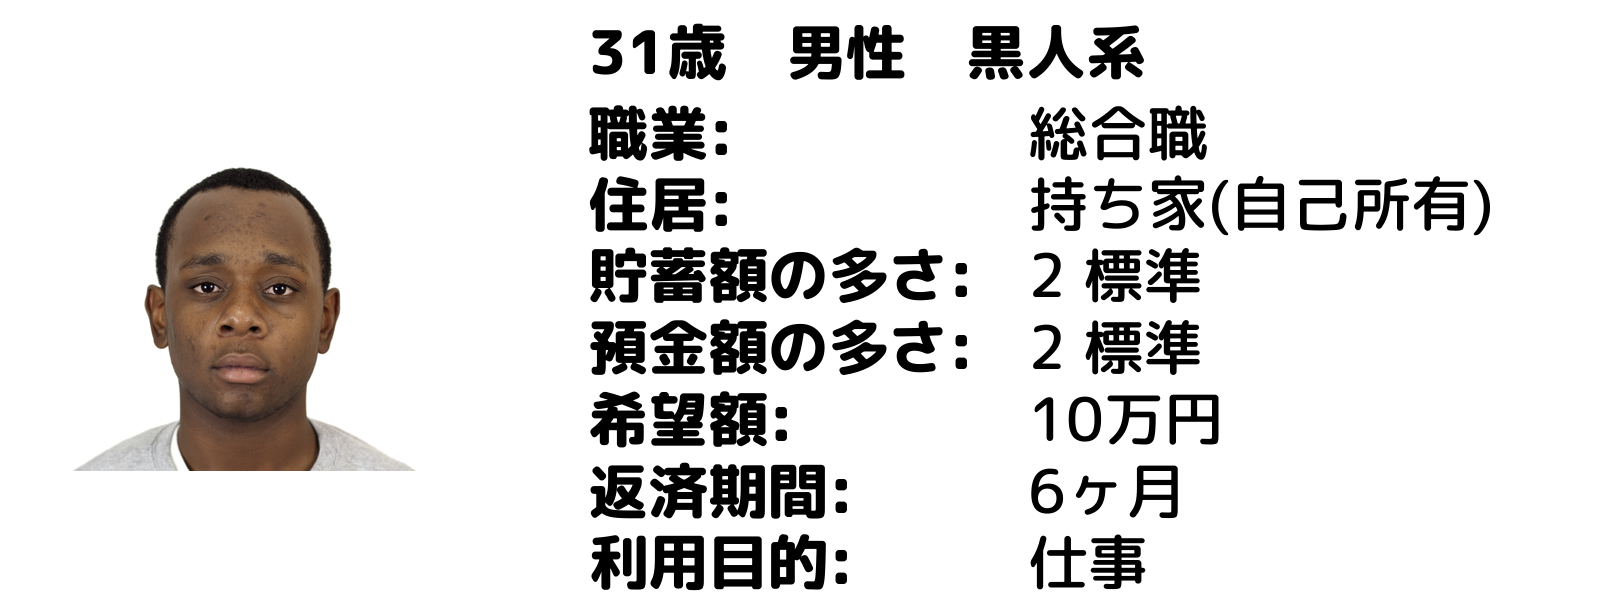 31歳　男性　黒人系
職業: 総合職
住居: 持ち家(自己所有)
貯蓄額の多さ: 2 標準
預金額の多さ: 2 標準
希望額: 10万円
返済期間: 6ヶ月
利用目的: 仕事